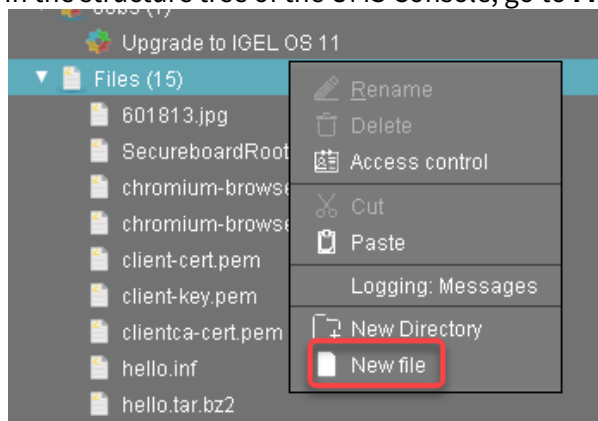 in the structure tree of the UMS Console, go to
Jobs (1)
Upgrade to IGEL OS 11
Files (15)
601813.jpg
SecureboardRoot
chromium-browse
chromium-browse
client-cert.pem
client-key.pem
clientca-cert.pem
hello.inf
hello.tar.bz2
Rename
Delete
Access control
Cut
Paste
Logging: Messages
New Directory
New file